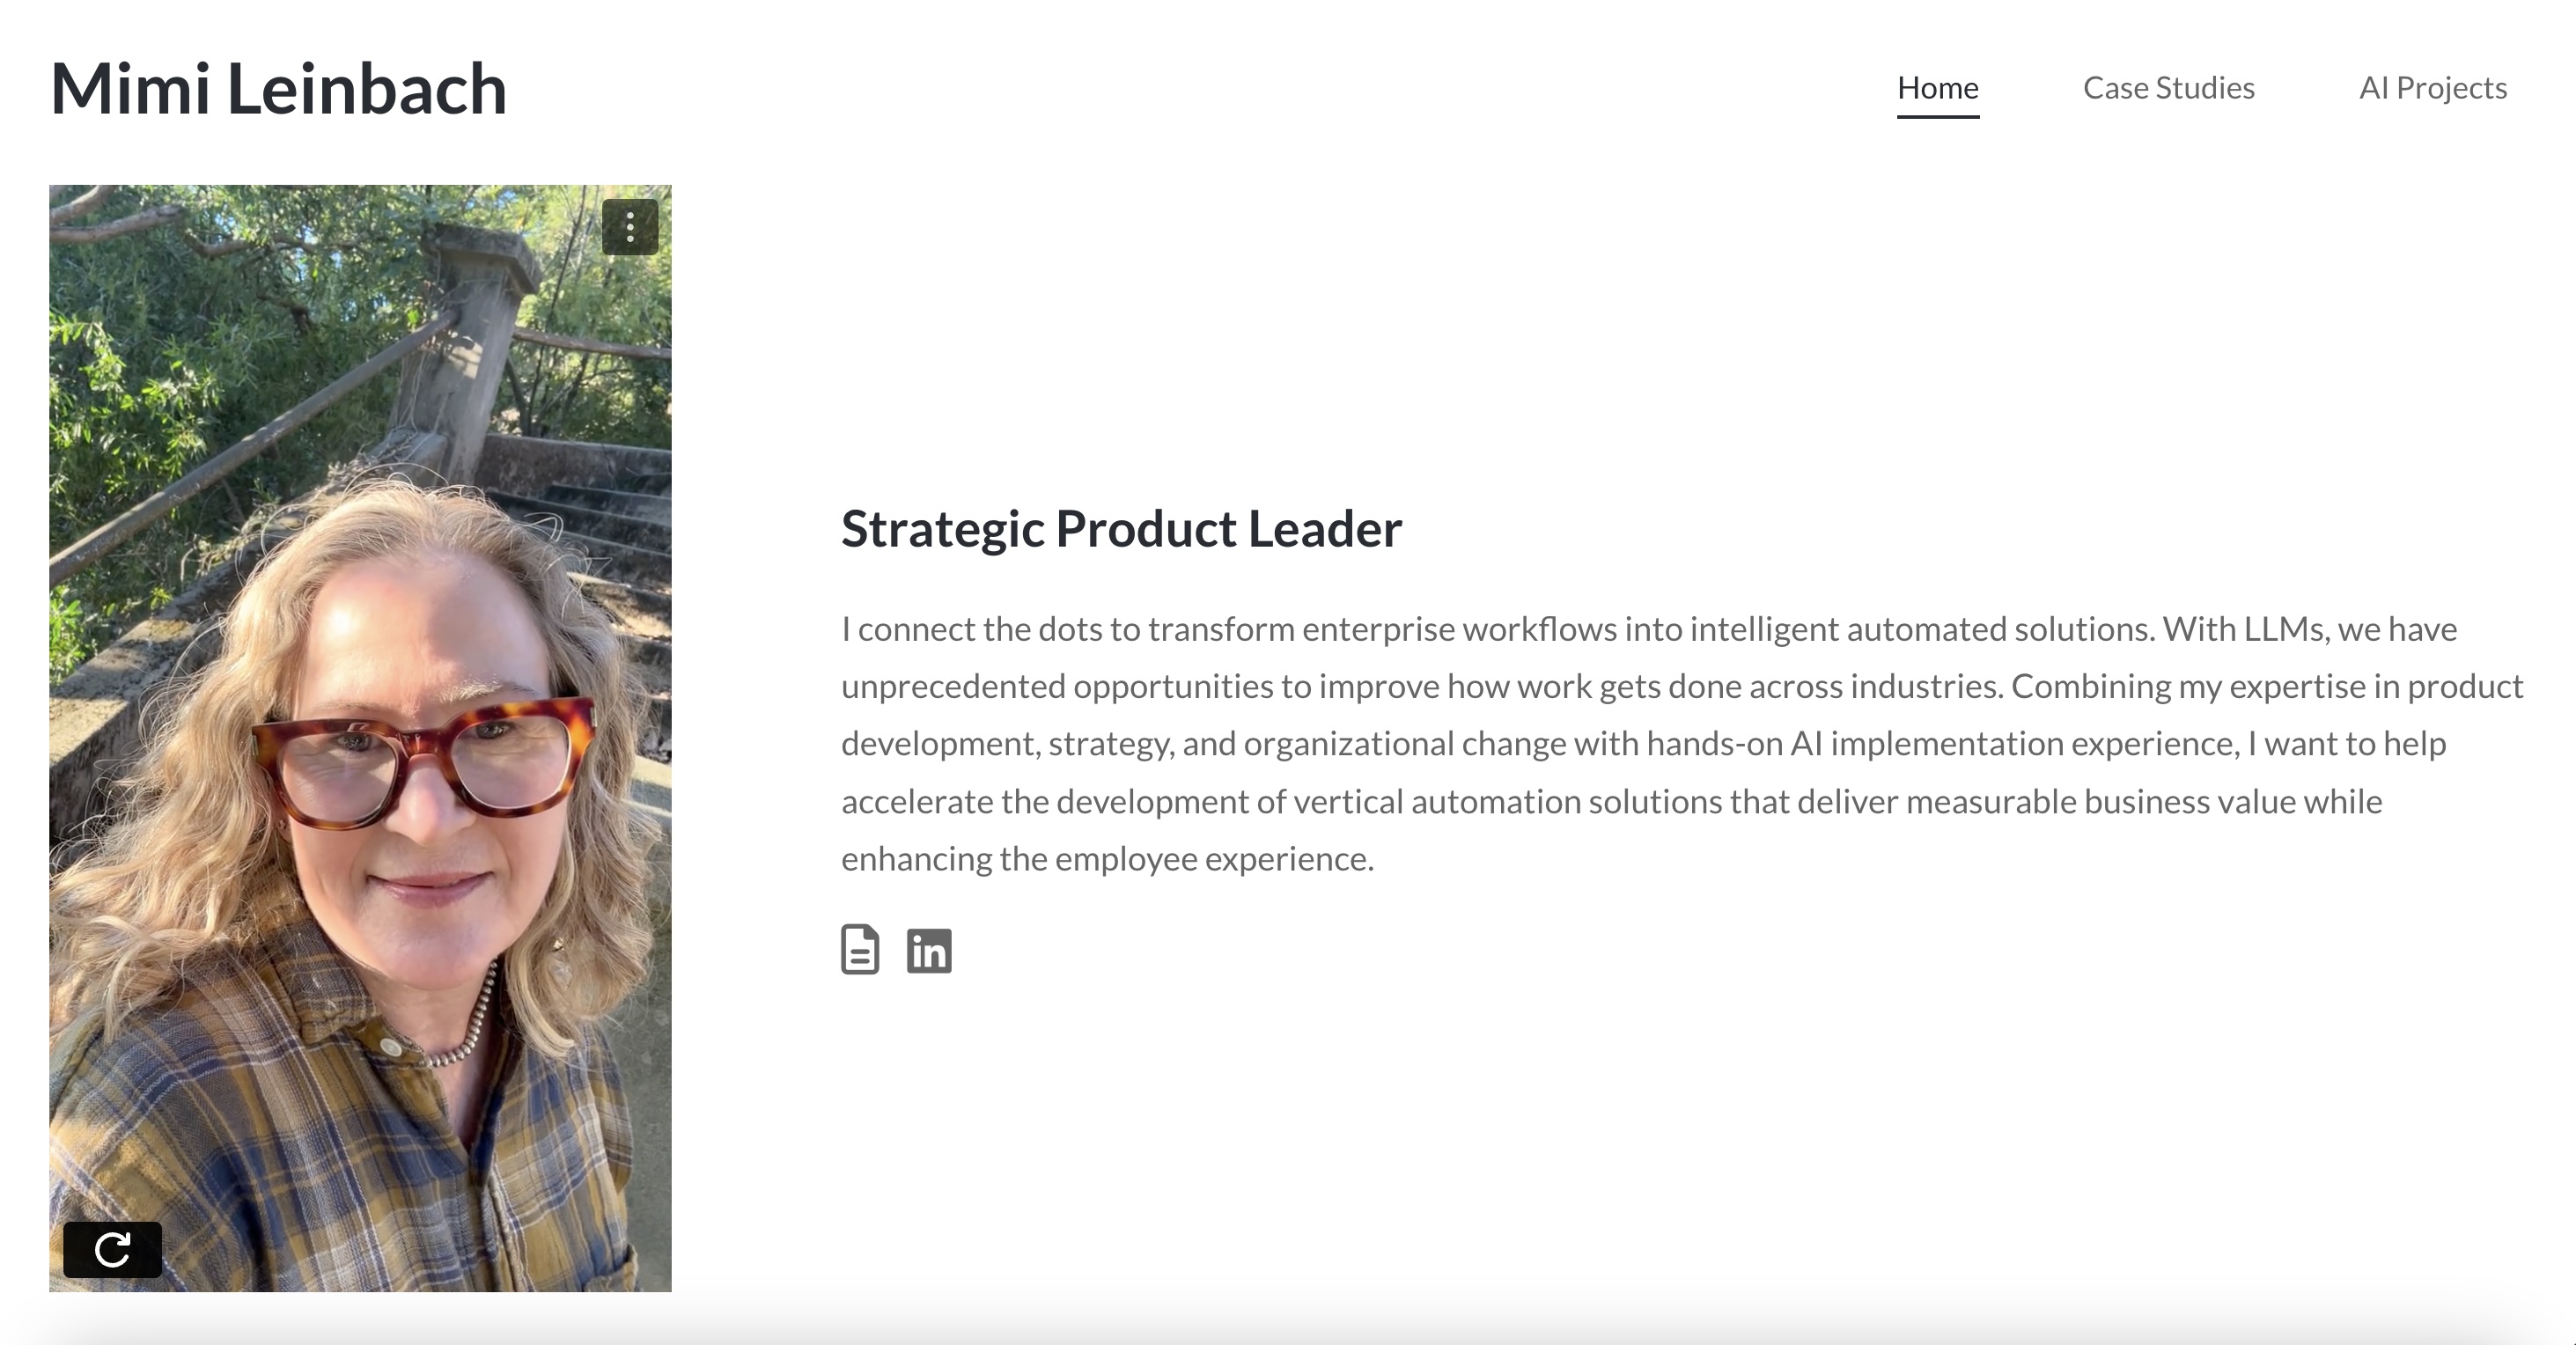 Mimi Leinbach
Home
Case Studies
AI Projects
Strategic Product Leader
I connect the dots to transform enterprise workflows into intelligent automated solutions. With LLMs, we have
unprecedented opportunities to improve how work gets done across industries. Combining my expertise in product
development, strategy, and organizational change with hands-on AI implementation experience, I want to help
accelerate the development of vertical automation solutions that deliver measurable business value while
enhancing the employee experience.
in